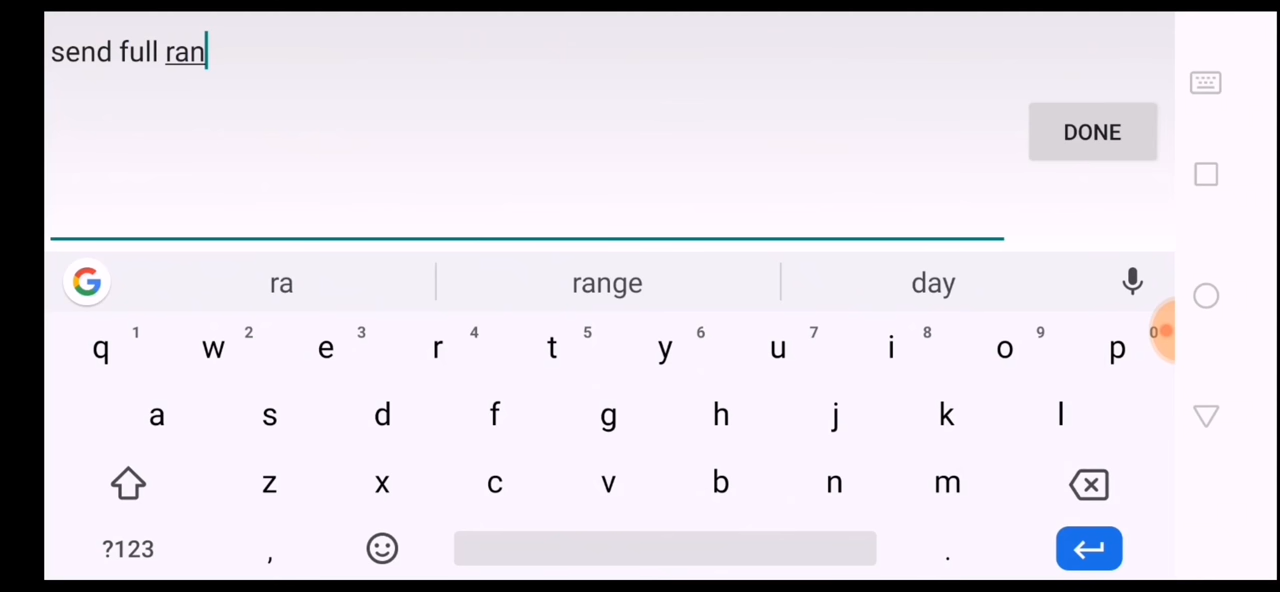 send full ran
DONE
ra range day
q 1 w 2 e 3 r 4 t 5 y 6 u 7 i 8 o 9 p 0
a s d f g h j k l
z x c v b n m
?123 , .